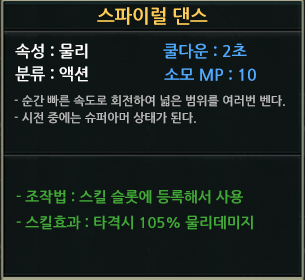 스파이럴 댄스
속성 : 물리 쿨다운 : 2초
분류 : 액션 소모 MP : 10
- 순간 빠른 속도로 회전하여 넓은 범위를 여러번 벤다.
- 시전 중에는 슈퍼아머 상태가 된다.
- 조작법 : 스킬 슬롯에 등록해서 사용
- 스킬효과 : 타격시 105% 물리데미지